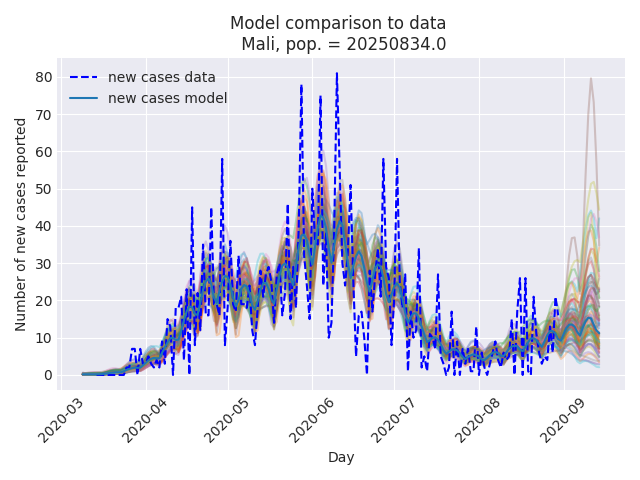 Model comparison to data
Mali, pop. = 20250834.0
new cases data
new cases model
Number of new cases reported
80
70
60
50
40
30
20
10
0
2020-03
2020-04
2020-05
2020-06
2020-07
2020-08
2020-09
Day